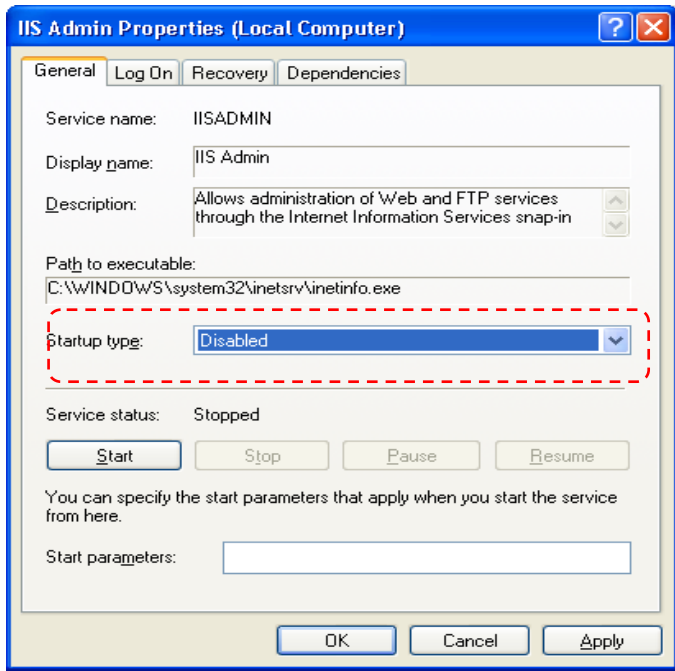 IIS Admin Properties (Local Computer)
General Log On Recovery Dependencies
Service name: IISADMIN
Display name: IIS Admin
Description: Allows administration of Web and FTP services
through the Internet Information Services snap-in
Path to executable:
C:\WINDOWS\system32\inetsrv\inetinfo.exe
Startup type: Disabled
Service status: Stopped
Start Stop Pause Resume
You can specify the start parameters that apply when you start the service
from here.
Start parameters:
OK Cancel Apply